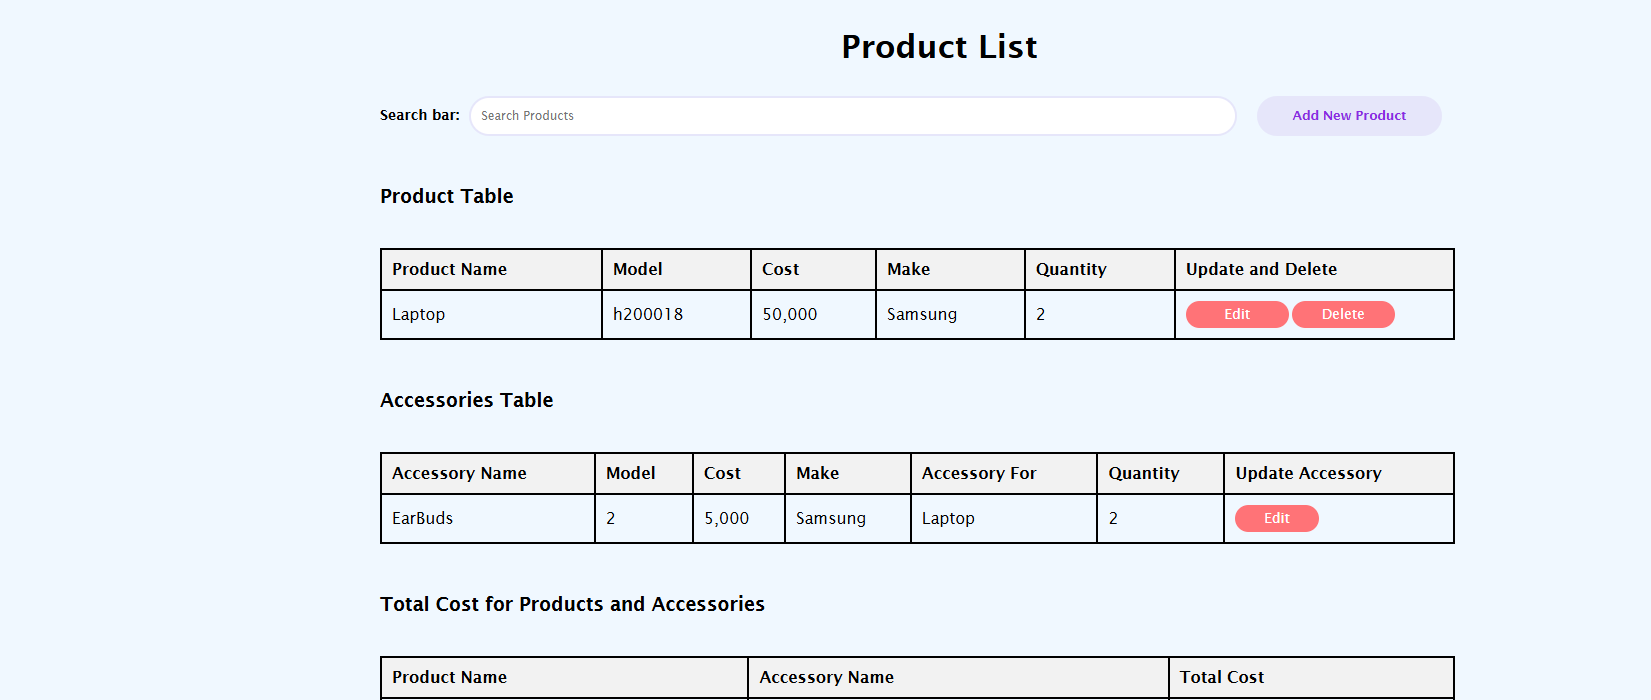 Product List
Search bar: Search Products Add New Product
Product Table
Product Name Model Cost Make Quantity Update and Delete
Laptop h200018 50,000 Samsung 2 Edit Delete
Accessories Table
Accessory Name Model Cost Make Accessory For Quantity Update Accessory
EarBuds 2 5,000 Samsung Laptop 2 Edit
Total Cost for Products and Accessories
Product Name Accessory Name Total Cost